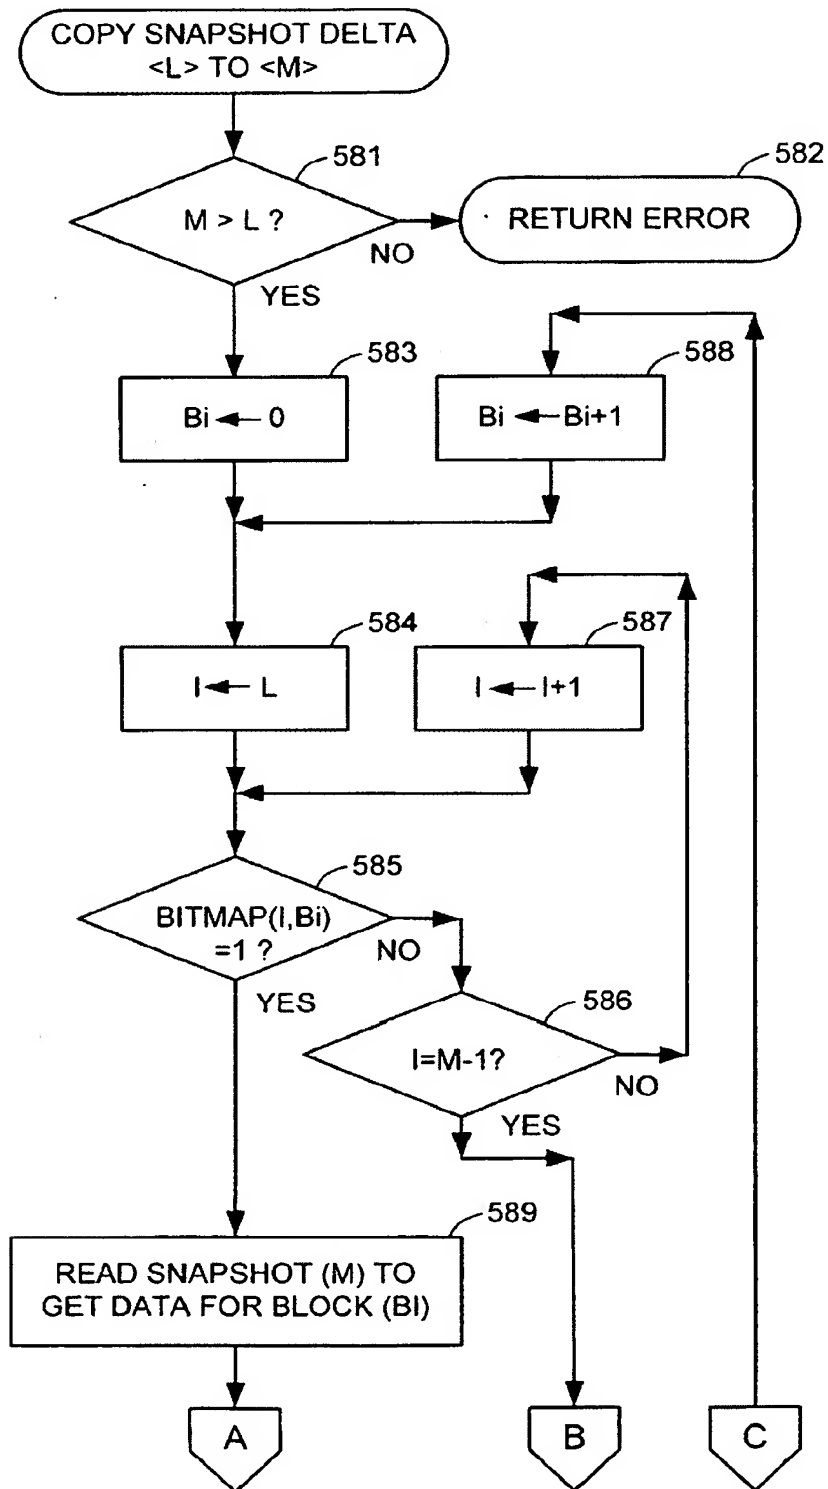 COPY SNAPSHOT DELTA
<L> TO <M>
581
M > L ?
NO
YES
582
RETURN ERROR
583
Bi ← 0
588
Bi ← Bi+1
584
I ← L
587
I ← I+1
585
BITMAP(I,Bi)
=1 ?
NO
YES
586
I=M-1?
NO
YES
589
READ SNAPSHOT (M) TO
GET DATA FOR BLOCK (BI)
A
B
C